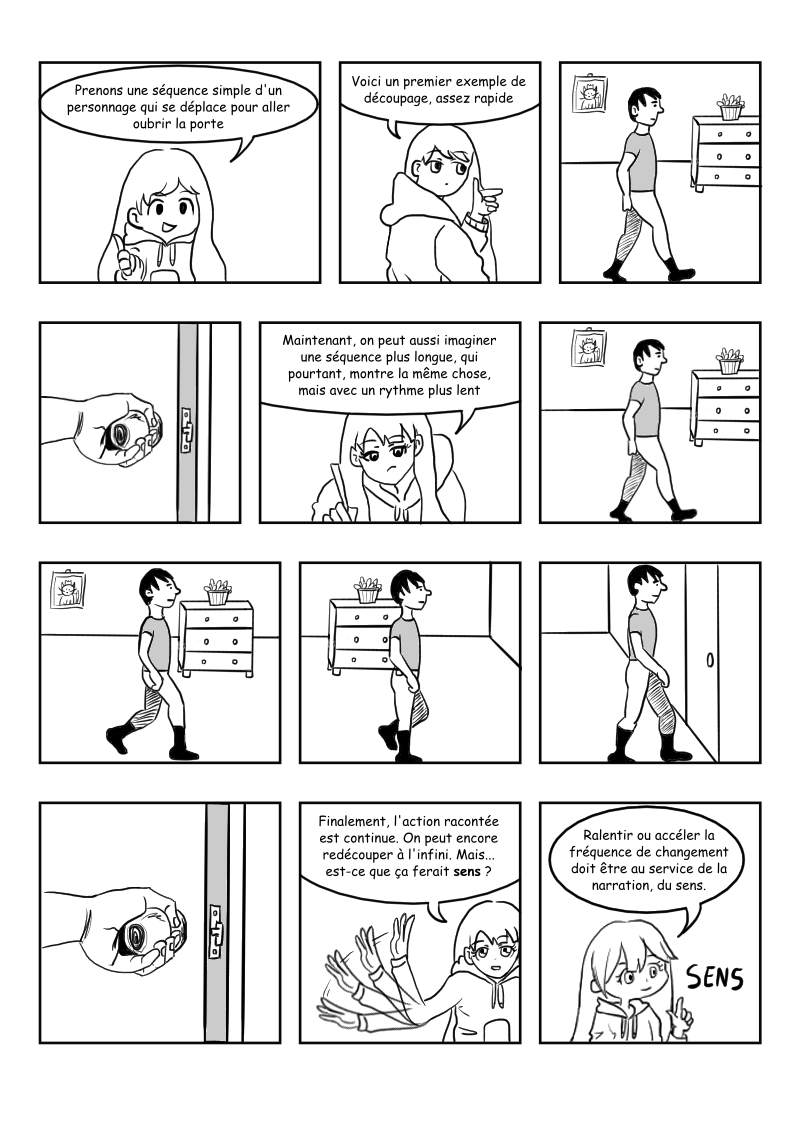 Prenons une séquence simple d'un
personnage qui se déplace pour aller
oubrir la porte
Voici un premier exemple de
découpage, assez rapide
Maintenant, on peut aussi imaginer
une séquence plus longue, qui
pourtant, montre la même chose,
mais avec un rythme plus lent
Finalement, l'action racontée
est continue. On peut encore
redécouper à l'infini. Mais...
est-ce que ça ferait sens ?
Ralentir ou accéler la
fréquence de changement
doit être au service de la
narration, du sens.
SENS